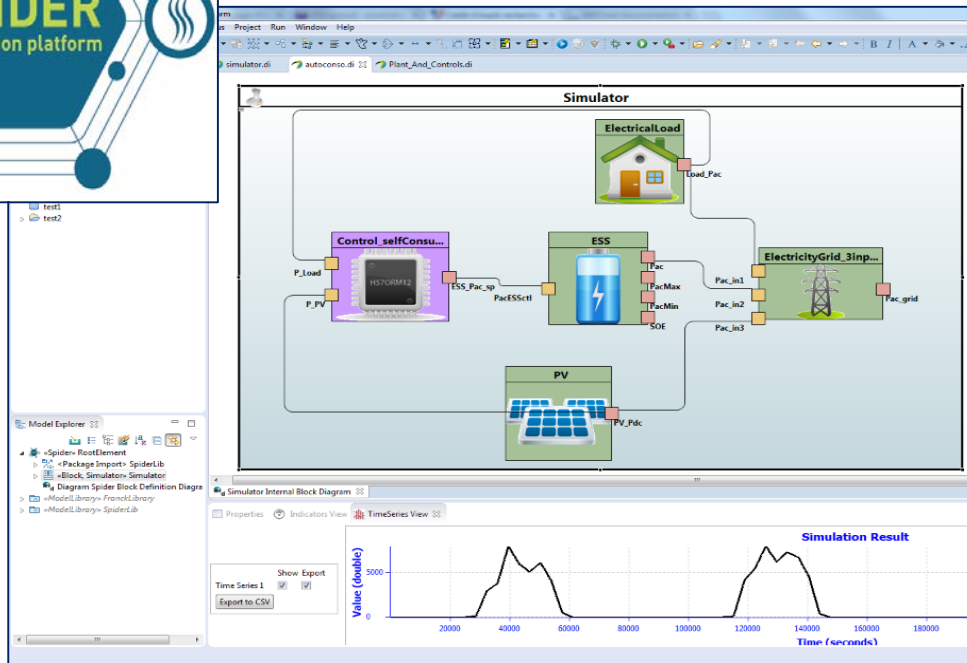 IDER
on platform
rm
us Project Run Window Help
simulator.di autoconso.di Plant_And_Controls.di
Simulator
ElectricalLoad
Load_Pac
Control_selfConsu...
H57ORM12
P_Load
P_PV
ESS_Pac_sp
PacESSctl
ESS
Pac
PacMax
PacMin
SOE
ElectricityGrid_3inp...
Pac_in1
Pac_in2
Pac_in3
Pac_grid
PV
PV_Pdc
test1
test2
Model Explorer
«Spider» RootElement
«Package Import» SpiderLib
«Block, Simulator» Simulator
Diagram Spider Block Definition Diagra
«ModelLibrary» FranckLibrary
«ModelLibrary» SpiderLib
Simulator Internal Block Diagram
Properties Indicators View TimeSeries View
Show Export
Time Series 1
Export to CSV
Simulation Result
Value (double)
5000
0
20000 40000 60000 80000 100000 120000 140000 160000 180000
Time (seconds)